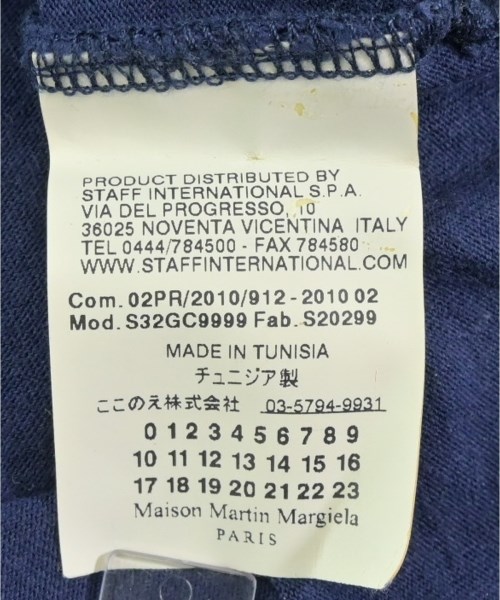 PRODUCT DISTRIBUTED BY
STAFF INTERNATIONAL S.P.A.
VIA DEL PROGRESSO, 10
36025 NOVENTA VICENTINA ITALY
TEL 0444/784500 - FAX 784580
WWW.STAFFINTERNATIONAL.COM
Com. 02PR/2010/912 - 2010 02
Mod. S32GC9999 Fab. S20299
MADE IN TUNISIA
チュニジア製
ここのえ株式会社 03-5794-9931
0 1 2 3 4 5 6 7 8 9
10 11 12 13 14 15 16
17 18 19 20 21 22 23
Maison Martin Margiela
PARIS